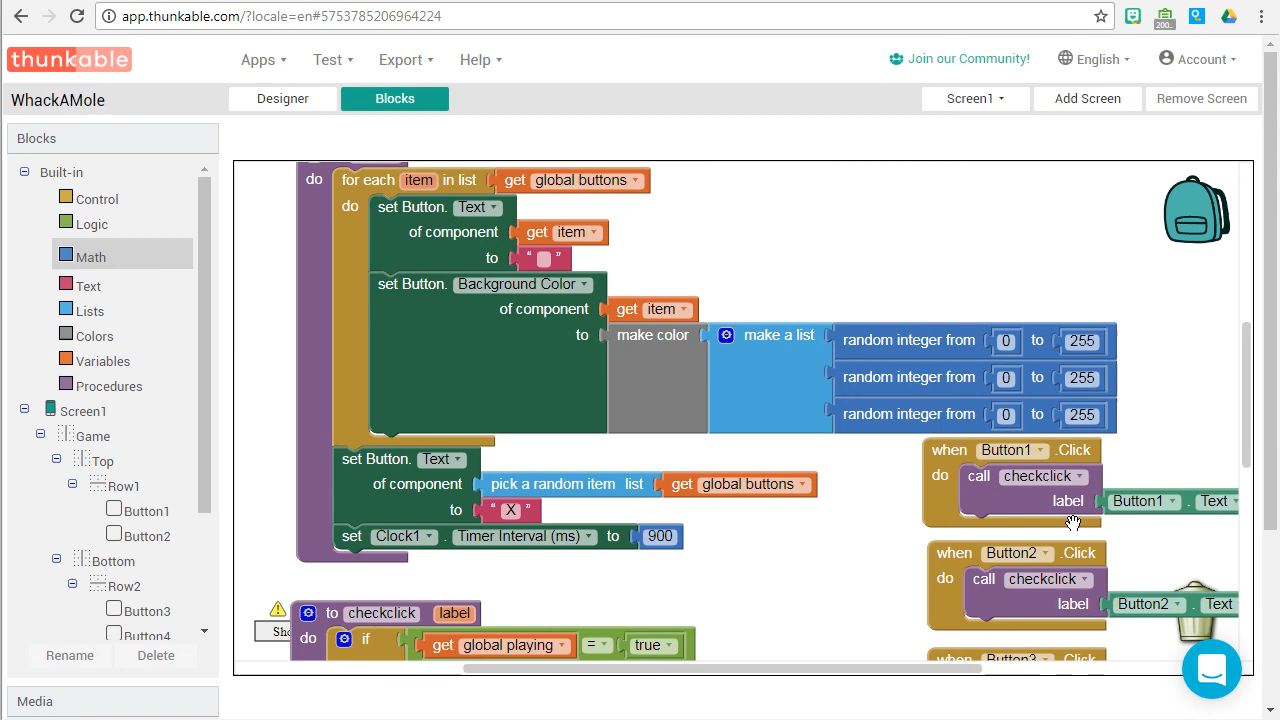 app.thunkable.com/?locale=en#5753785206964224
200..
thunkable
Apps
Test
Export
Help
Join our Community!
English
Account
WhackAMole
Designer
Blocks
Screen1
Add Screen
Remove Screen
Blocks
Built-in
Control
Logic
Math
Text
Lists
Colors
Variables
Procedures
Screen1
Game
Top
Row1
Button1
Button2
Bottom
Row2
Button3
Button4
Rename
Delete
Media
do for each item in list get global buttons
do set Button. Text
of component get item
to " "
set Button. Background Color
of component get item
to make color make a list random integer from 0 to 255
random integer from 0 to 255
random integer from 0 to 255
set Button. Text
of component pick a random item list get global buttons
to " X "
set Clock1 . Timer Interval (ms) to 900
when Button1 .Click
do call checkclick
label Button1 . Text
when Button2 .Click
do call checkclick
label Button2 . Text
when Button3 .Click
to checkclick label
do if get global playing = true